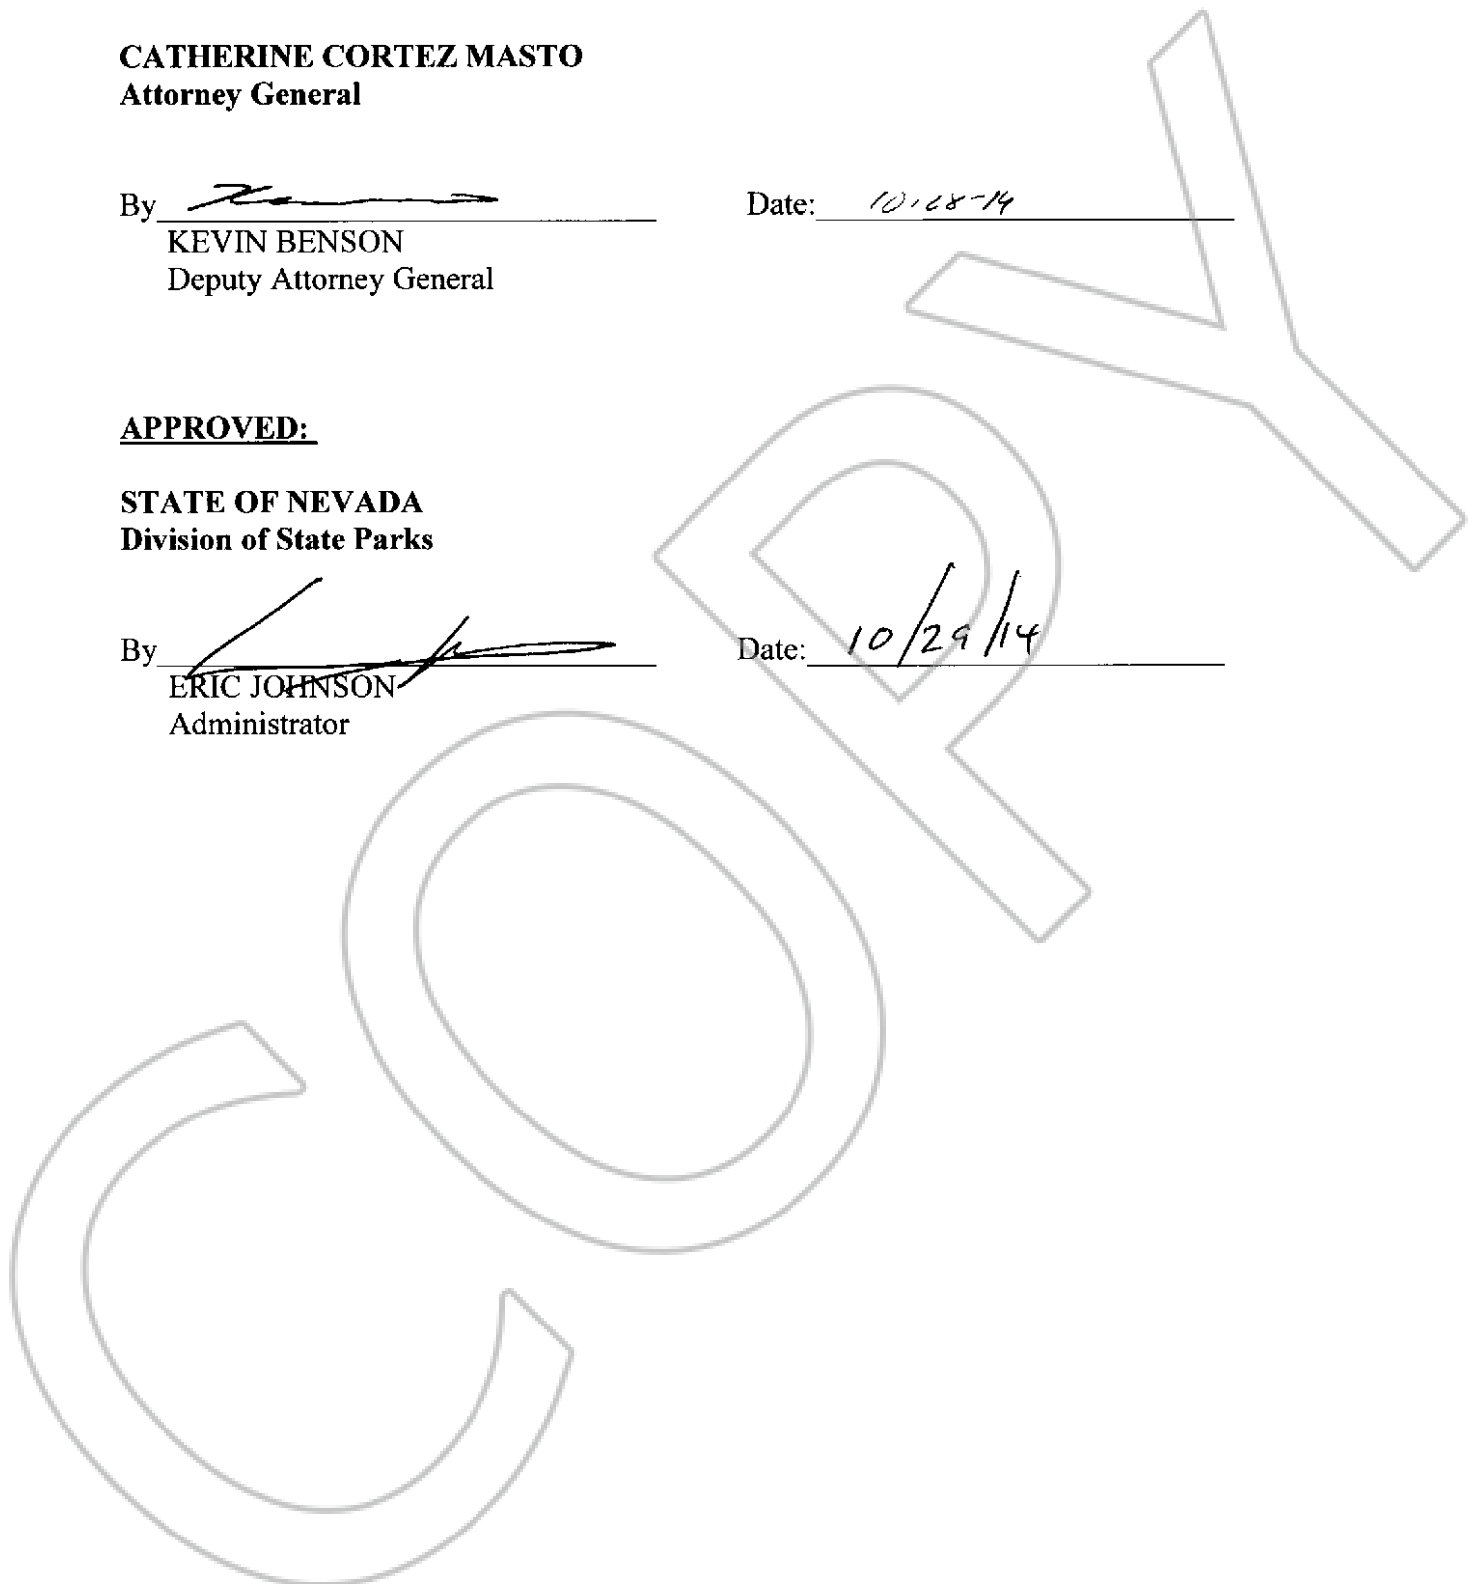 CATHERINE CORTEZ MASTO
Attorney General
By Date: 10-28-14
KEVIN BENSON
Deputy Attorney General
APPROVED:
STATE OF NEVADA
Division of State Parks
By Date: 10/29/14
ERIC JOHNSON
Administrator
COPY